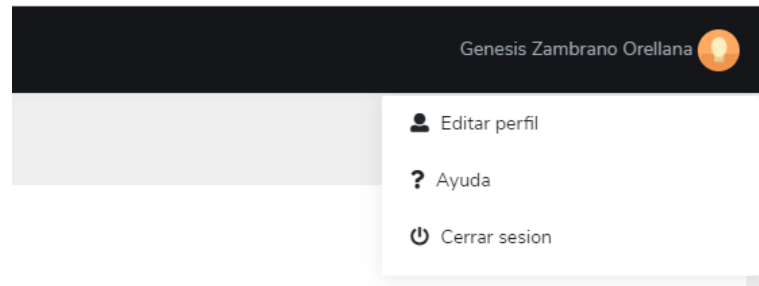 Genesis Zambrano Orellana
Editar perfil
Ayuda
Cerrar sesion